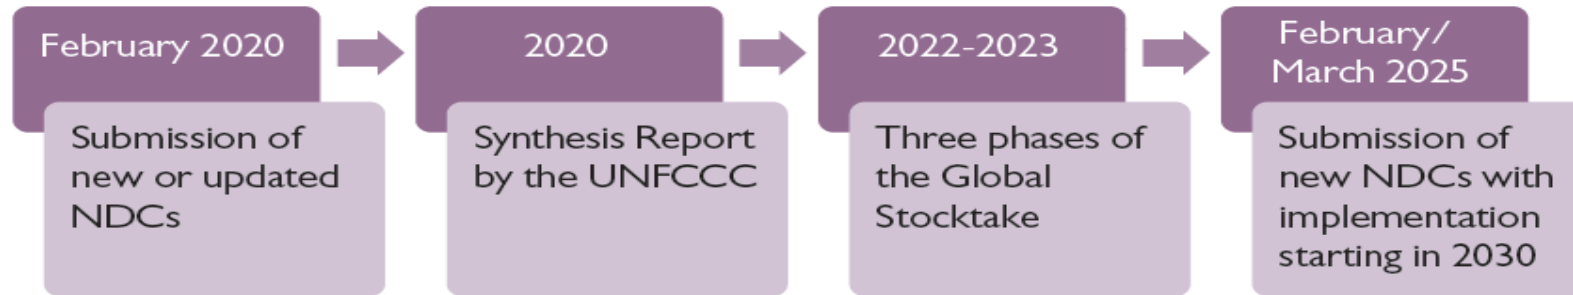 February 2020
Submission of
new or updated
NDCs
2020
Synthesis Report
by the UNFCCC
2022-2023
Three phases of
the Global
Stocktake
February/
March 2025
Submission of
new NDCs with
implementation
starting in 2030